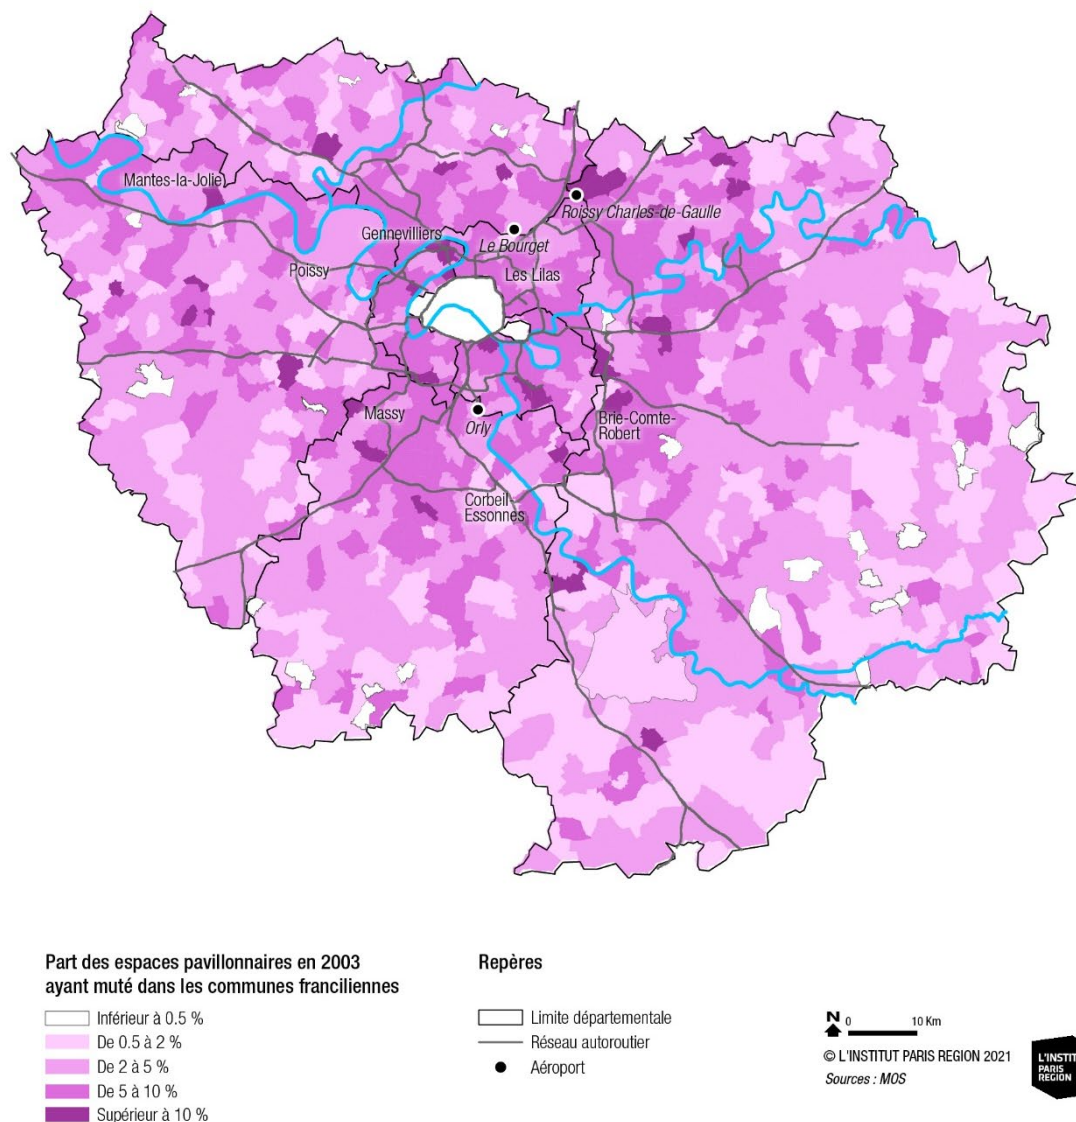 Mantes-la-Jolie
Roissy Charles-de-Gaulle
Gennevilliers
Le Bourget
Poissy
Les Lilas
Massy
Orly
Brie-Comte-
Robert
Corbeil-
Essonnes
Part des espaces pavillonnaires en 2003
ayant muté dans les communes franciliennes
Inférieur à 0.5 %
De 0.5 à 2 %
De 2 à 5 %
De 5 à 10 %
Supérieur à 10 %
Repères
Limite départementale
Réseau autoroutier
Aéroport
N 0 10 Km
© L'INSTITUT PARIS REGION 2021
Sources : MOS
L'INSTIT
PARIS
REGION